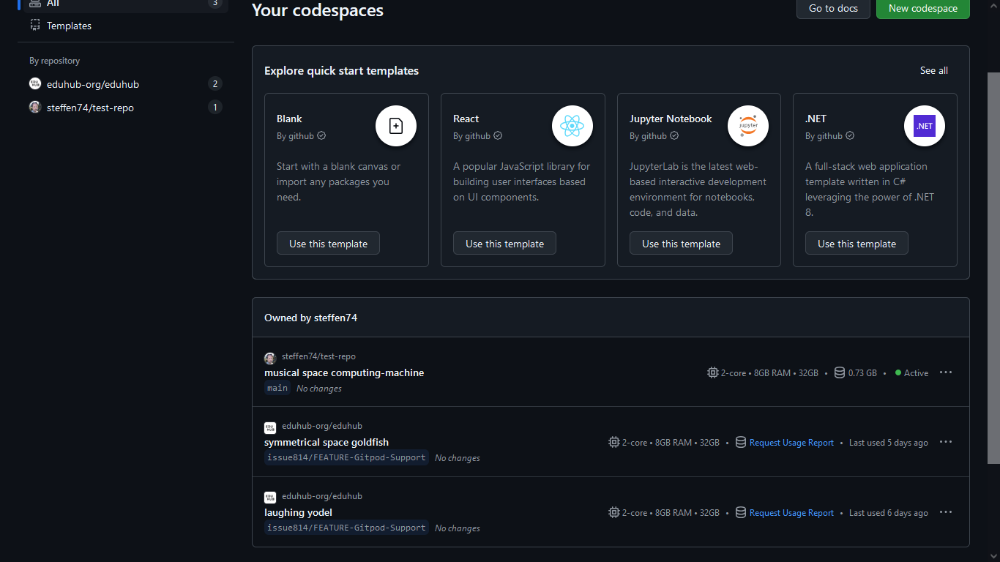 All 3
Templates
By repository
eduhub-org/eduhub 2
steffen74/test-repo 1
Your codespaces
Go to docs
New codespace
Explore quick start templates
See all
Blank
By github
Start with a blank canvas or
import any packages you
need.
Use this template
React
By github
A popular JavaScript library for
building user interfaces based
on UI components.
Use this template
Jupyter Notebook
By github
jupyter
JupyterLab is the latest web-
based interactive development
environment for notebooks,
code, and data.
Use this template
.NET
By github
.NET
A full-stack web application
template written in C#
leveraging the power of .NET
8.
Use this template
Owned by steffen74
steffen74/test-repo
musical space computing-machine
main No changes
2-core • 8GB RAM • 32GB • 0.73 GB • Active
eduhub-org/eduhub
symmetrical space goldfish
issue814/FEATURE-Gitpod-Support No changes
2-core • 8GB RAM • 32GB • Request Usage Report • Last used 5 days ago
eduhub-org/eduhub
laughing yodel
issue814/FEATURE-Gitpod-Support No changes
2-core • 8GB RAM • 32GB • Request Usage Report • Last used 6 days ago